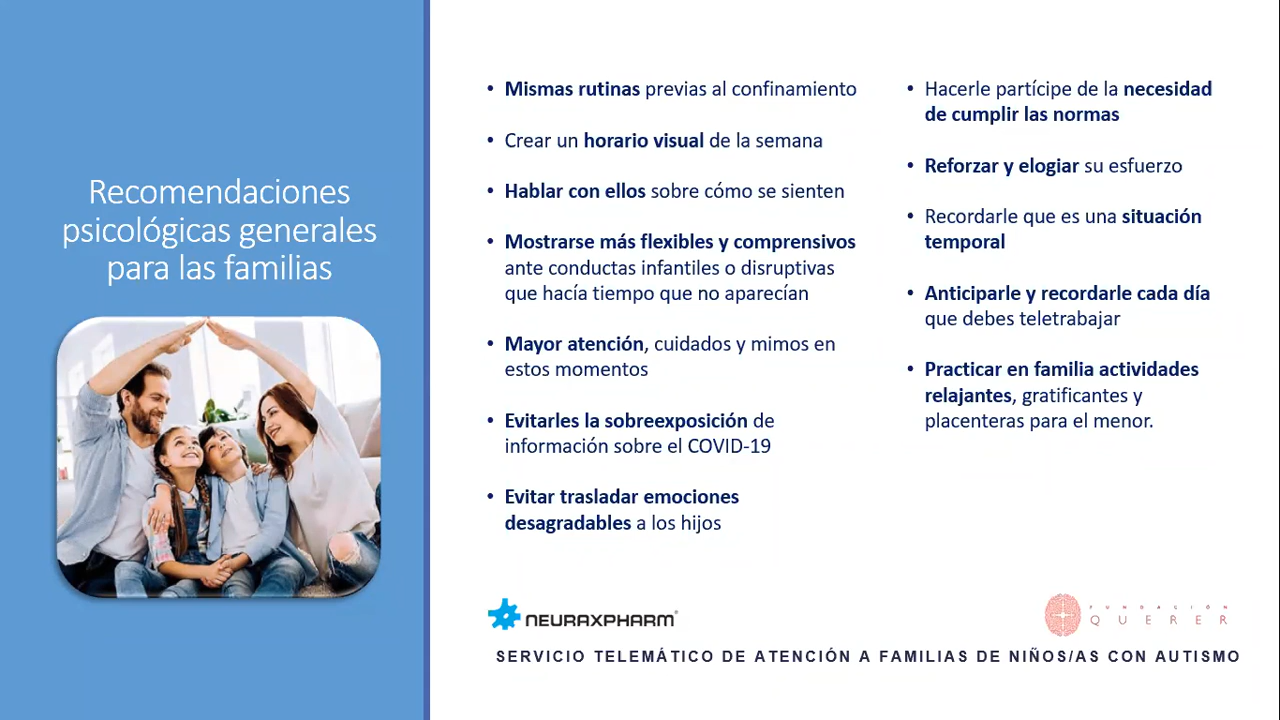 Recomendaciones
psicológicas generales
para las familias
• Mismas rutinas previas al confinamiento
• Crear un horario visual de la semana
• Hablar con ellos sobre cómo se sienten
• Mostrarse más flexibles y comprensivos
ante conductas infantiles o disruptivas
que hacía tiempo que no aparecían
• Mayor atención, cuidados y mimos en
estos momentos
• Evitarles la sobreexposición de
información sobre el COVID-19
• Evitar trasladar emociones
desagradables a los hijos
• Hacerle partícipe de la necesidad
de cumplir las normas
• Reforzar y elogiar su esfuerzo
• Recordarle que es una situación
temporal
• Anticiparle y recordarle cada día
que debes teletrabajar
• Practicar en familia actividades
relajantes, gratificantes y
placenteras para el menor.
NEURAXPHARM®
FUNDACIÓN
QUERER
SERVICIO TELEMÁTICO DE ATENCIÓN A FAMILIAS DE NIÑOS/AS CON AUTISMO